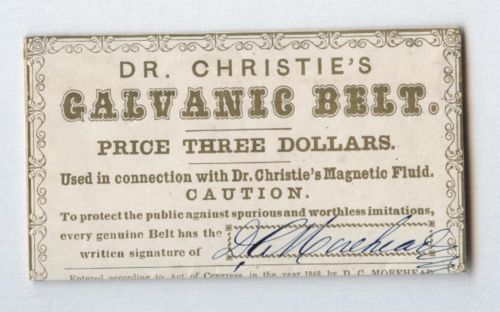 DR. CHRISTIE'S
GALVANIC BELT.
PRICE THREE DOLLARS.
Used in connection with Dr. Christie's Magnetic Fluid.
CAUTION.
To protect the public against spurious and worthless imitations,
every genuine Belt has the
written signature of D. C. Morehead
Entered according to Act of Congress, in the year 1848, by D. C. MOREHEAD